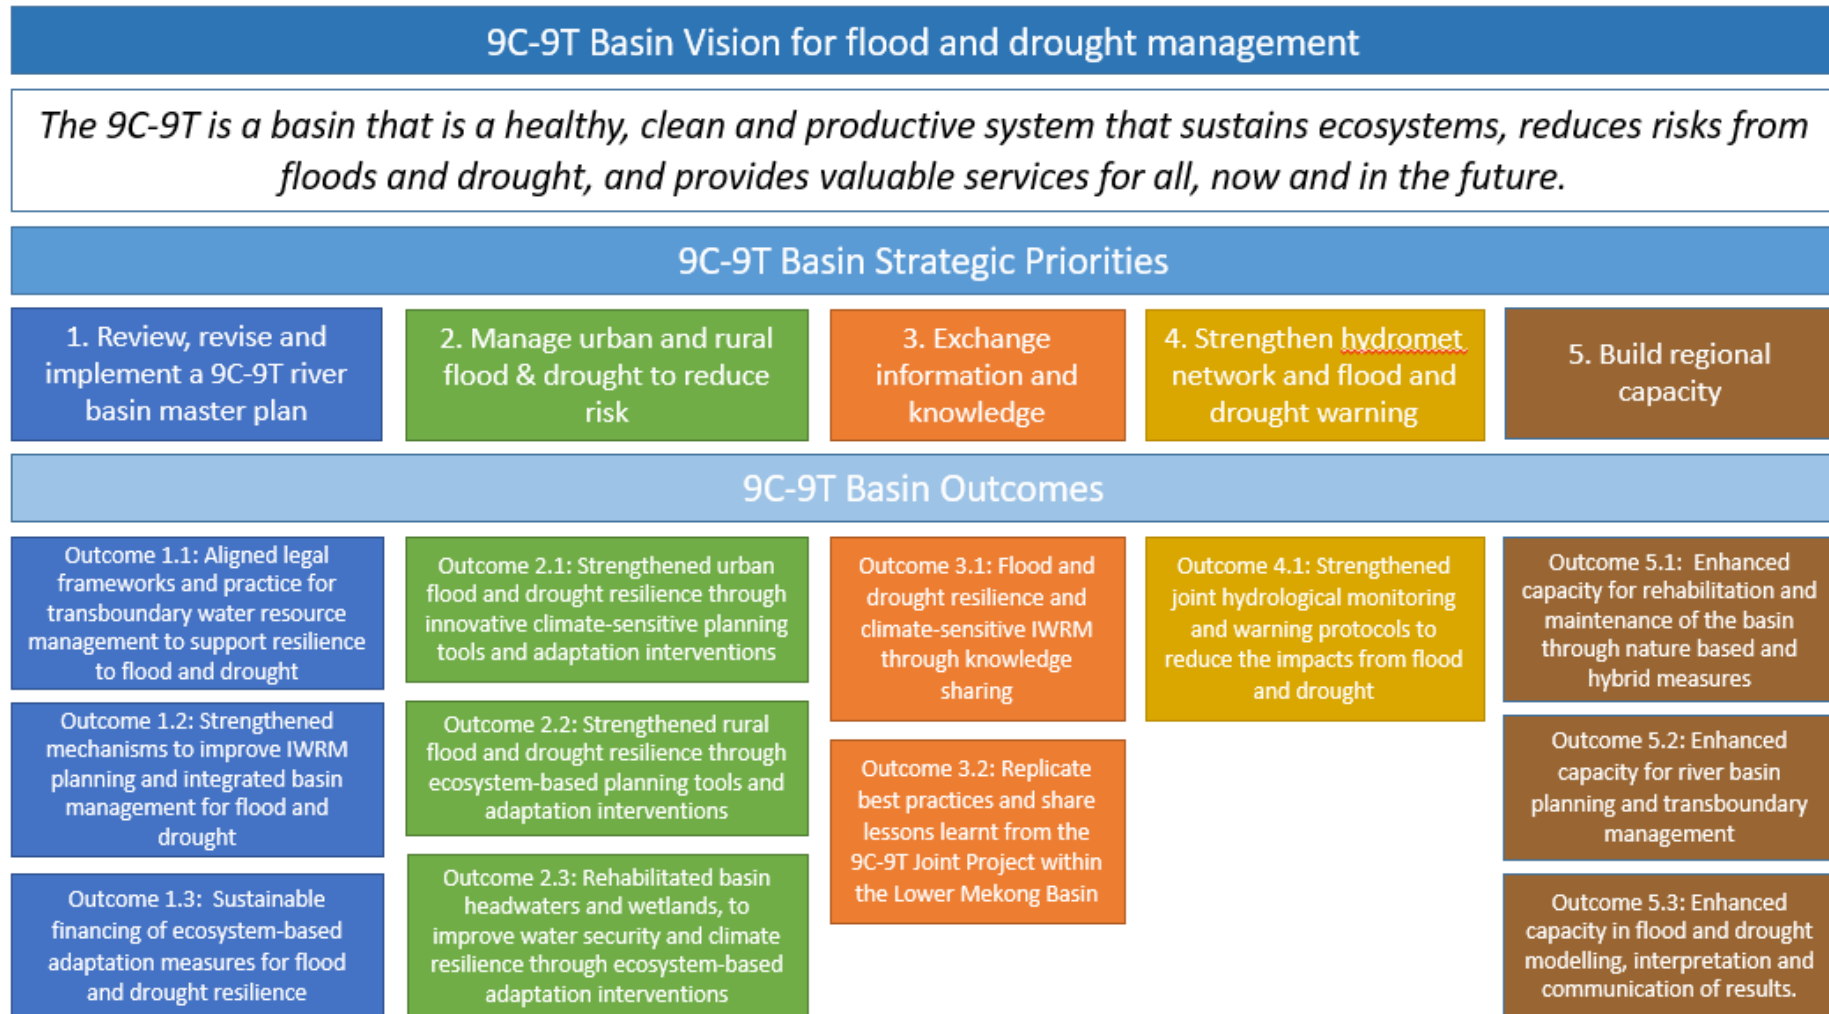 9C-9T Basin Vision for flood and drought management
The 9C-9T is a basin that is a healthy, clean and productive system that sustains ecosystems, reduces risks from
floods and drought, and provides valuable services for all, now and in the future.
9C-9T Basin Strategic Priorities
1. Review, revise and
implement a 9C-9T river
basin master plan
2. Manage urban and rural
flood & drought to reduce
risk
3. Exchange
information and
knowledge
4. Strengthen hydromet
network and flood and
drought warning
5. Build regional
capacity
9C-9T Basin Outcomes
Outcome 1.1: Aligned legal
frameworks and practice for
transboundary water resource
management to support resilience
to flood and drought
Outcome 1.2: Strengthened
mechanisms to improve IWRM
planning and integrated basin
management for flood and
drought
Outcome 1.3: Sustainable
financing of ecosystem-based
adaptation measures for flood
and drought resilience
Outcome 2.1: Strengthened urban
flood and drought resilience through
innovative climate-sensitive planning
tools and adaptation interventions
Outcome 2.2: Strengthened rural
flood and drought resilience through
ecosystem-based planning tools and
adaptation interventions
Outcome 2.3: Rehabilitated basin
headwaters and wetlands, to
improve water security and climate
resilience through ecosystem-based
adaptation interventions
Outcome 3.1: Flood and
drought resilience and
climate-sensitive IWRM
through knowledge
sharing
Outcome 3.2: Replicate
best practices and share
lessons learnt from the
9C-9T Joint Project within
the Lower Mekong Basin
Outcome 4.1: Strengthened
joint hydrological monitoring
and warning protocols to
reduce the impacts from flood
and drought
Outcome 5.1: Enhanced
capacity for rehabilitation and
maintenance of the basin
through nature based and
hybrid measures
Outcome 5.2: Enhanced
capacity for river basin
planning and transboundary
management
Outcome 5.3: Enhanced
capacity in flood and drought
modelling, interpretation and
communication of results.